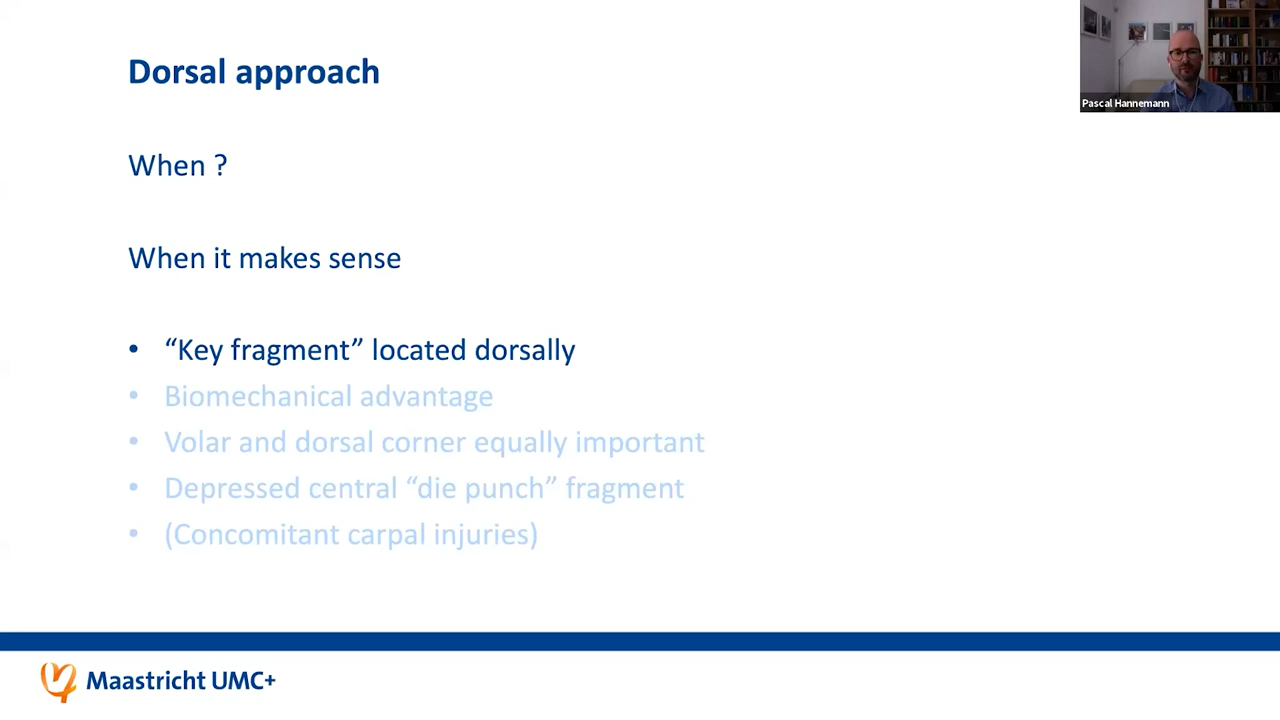 Dorsal approach
Pascal Hannemann
When ?
When it makes sense
• “Key fragment” located dorsally
• Biomechanical advantage
• Volar and dorsal corner equally important
• Depressed central “die punch” fragment
• (Concomitant carpal injuries)
Maastricht UMC+